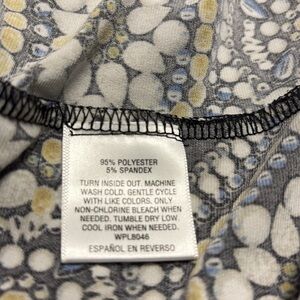 95% POLYESTER
5% SPANDEX
TURN INSIDE OUT. MACHINE
WASH COLD. GENTLE CYCLE
WITH LIKE COLORS. ONLY
NON-CHLORINE BLEACH WHEN
NEEDED. TUMBLE DRY LOW.
COOL IRON WHEN NEEDED.
WPL8046
ESPAÑOL EN REVERSO